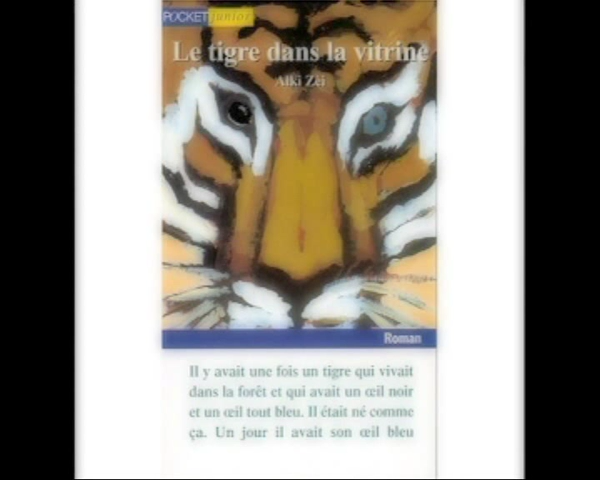 POCKET junior
Le tigre dans la vitrine
Alki Zèi
Roman
Il y avait une fois un tigre qui vivait
dans la forêt et qui avait un œil noir
et un œil tout bleu. Il était né comme
ça. Un jour il avait son œil bleu